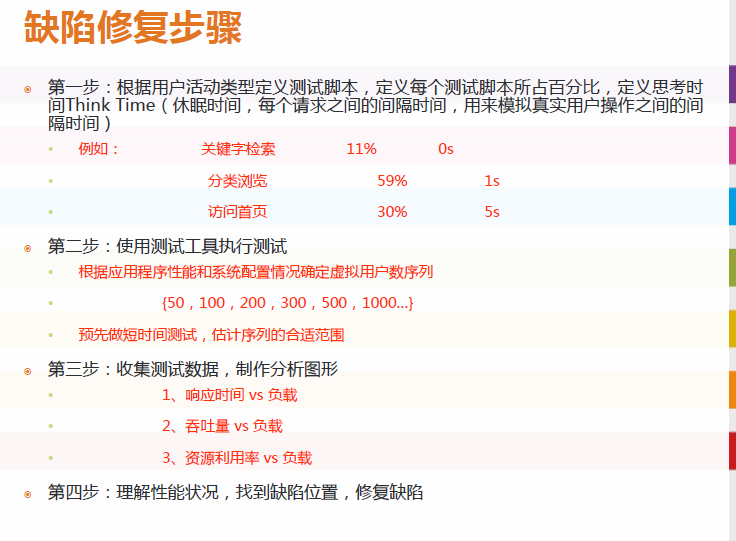 缺陷修复步骤
第一步：根据用户活动类型定义测试脚本，定义每个测试脚本所占百分比，定义思考时
间Think Time（休眠时间，每个请求之间的间隔时间，用来模拟真实用户操作之间的间
隔时间）
例如： 关键字检索 11% 0s
分类浏览 59% 1s
访问首页 30% 5s
第二步：使用测试工具执行测试
根据应用程序性能和系统配置情况确定虚拟用户数序列
{50，100，200，300，500，1000...}
预先做短时间测试，估计序列的合适范围
第三步：收集测试数据，制作分析图形
1、响应时间 vs 负载
2、吞吐量 vs 负载
3、资源利用率 vs 负载
第四步：理解性能状况，找到缺陷位置，修复缺陷